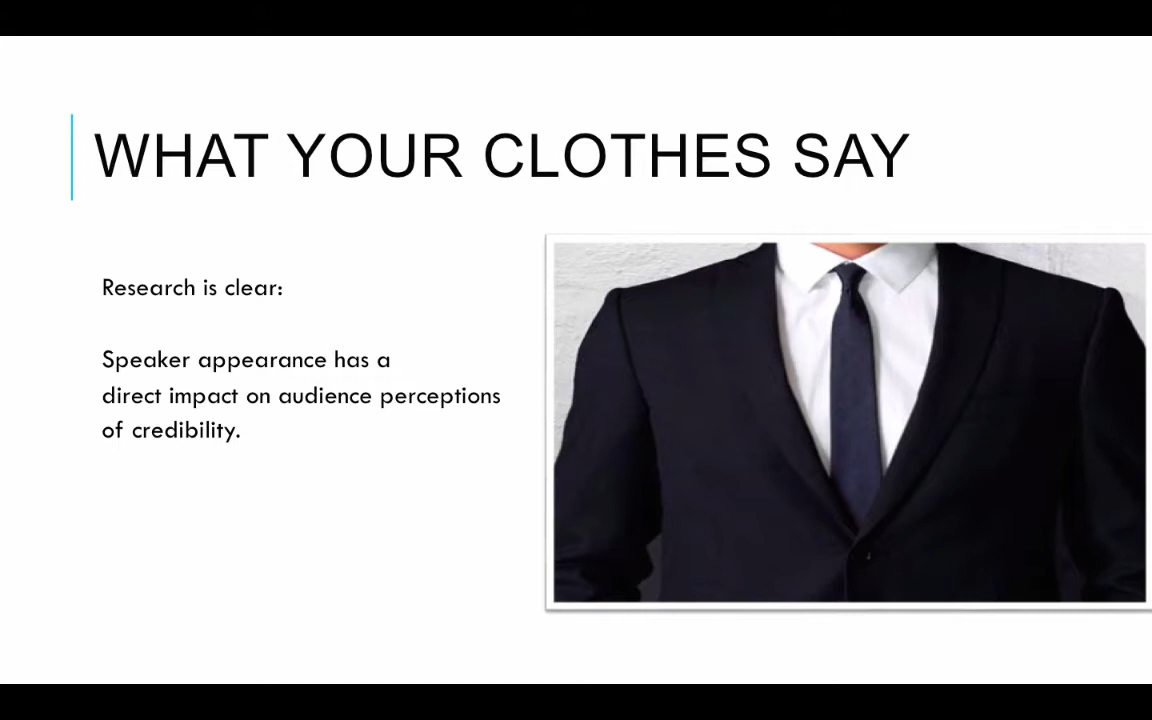 WHAT YOUR CLOTHES SAY
Research is clear:
Speaker appearance has a
direct impact on audience perceptions
of credibility.